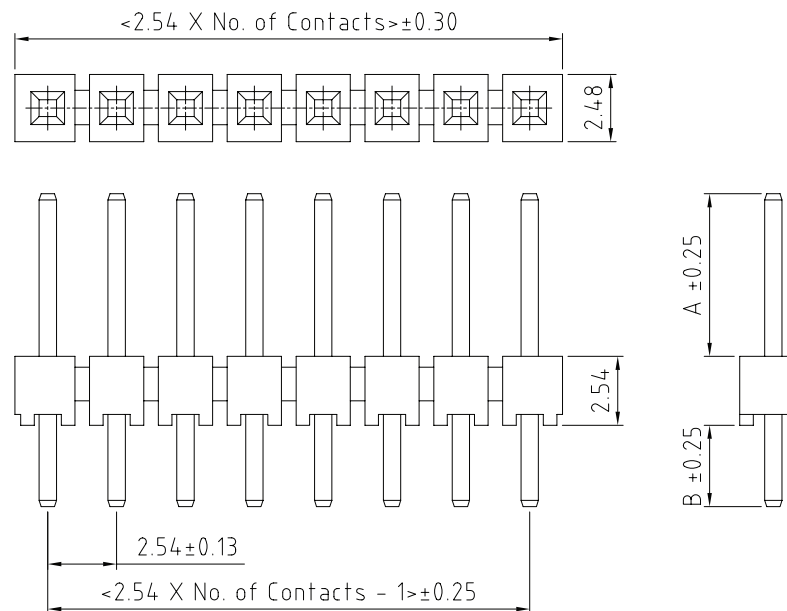 <2.54 X No. of Contacts>±0.30
2.48
A ±0.25
2.54
B ±0.25
2.54±0.13
<2.54 X No. of Contacts - 1>±0.25